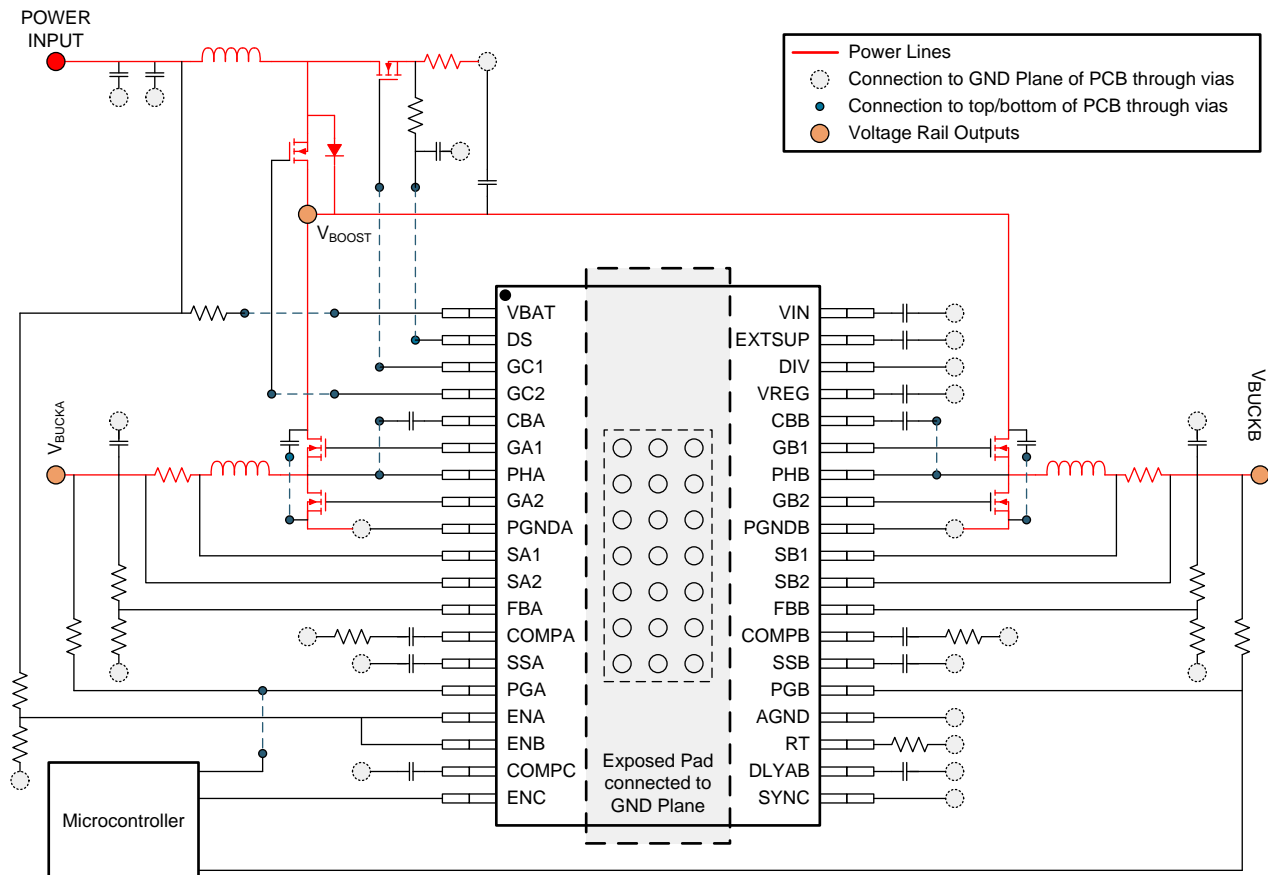 POWER
INPUT
Power Lines
Connection to GND Plane of PCB through vias
Connection to top/bottom of PCB through vias
Voltage Rail Outputs
VBOOST
VBUCKA
VBUCKB
VBAT
DS
GC1
GC2
CBA
GA1
PHA
GA2
PGNDA
SA1
SA2
FBA
COMPA
SSA
PGA
ENA
ENB
COMPC
ENC
VIN
EXTSUP
DIV
VREG
CBB
GB1
PHB
GB2
PGNDB
SB1
SB2
FBB
COMPB
SSB
PGB
AGND
RT
DLYAB
SYNC
Exposed Pad
connected to
GND Plane
Microcontroller